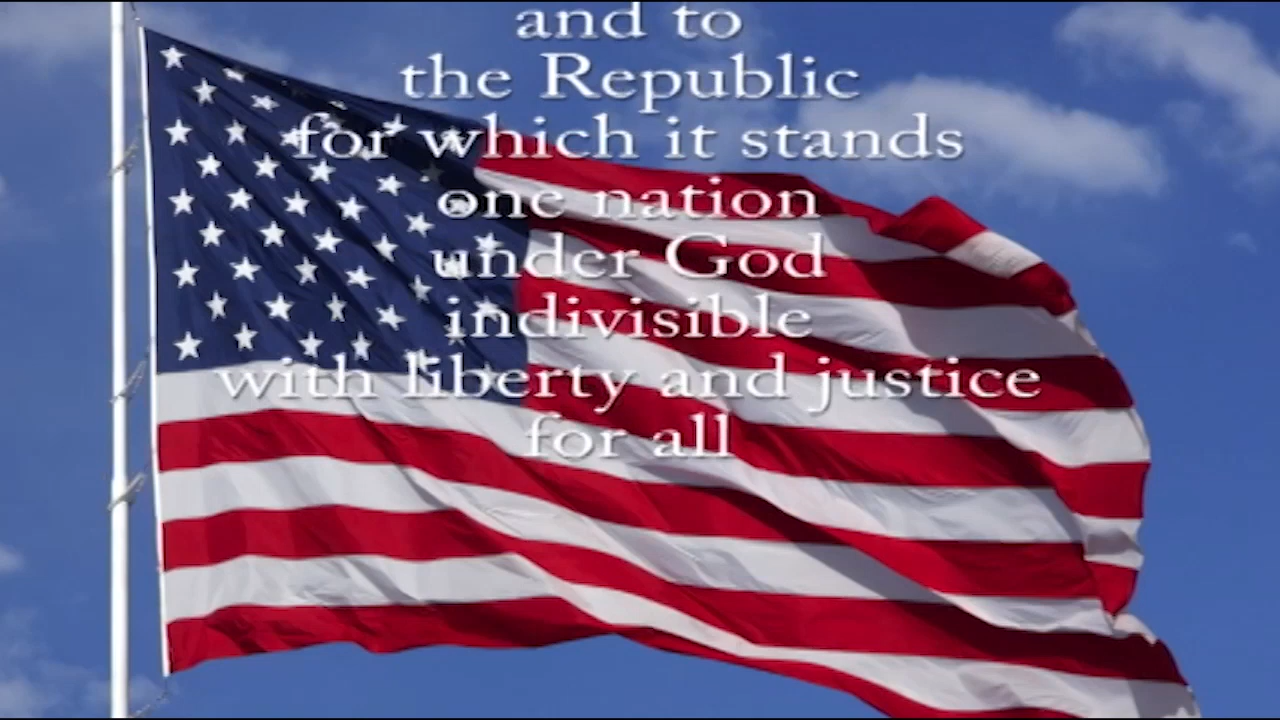 and to
the Republic
for which it stands
one nation
under God
indivisible
with liberty and justice
for all